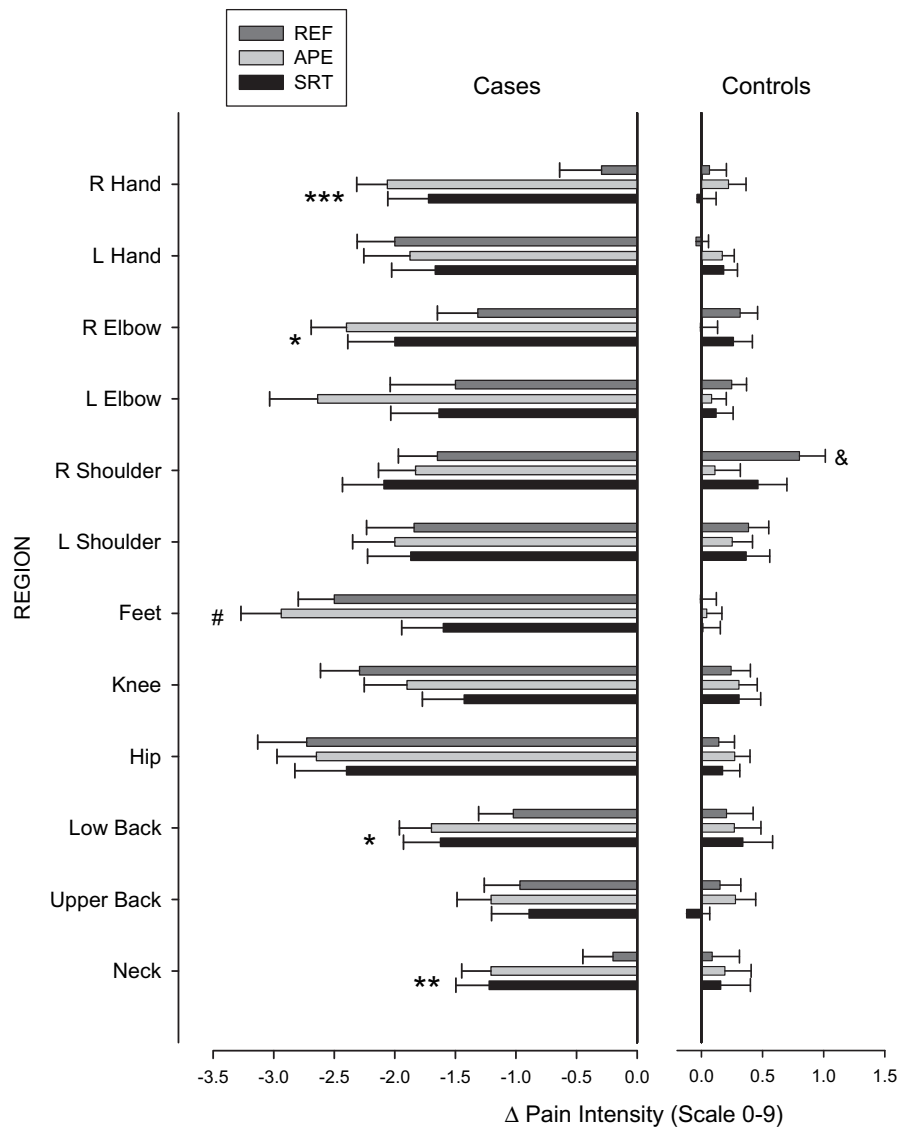 REF
APE
SRT
Cases Controls
R Hand
***
L Hand
R Elbow
*
L Elbow
R Shoulder &
L Shoulder
Feet
#
Knee
Hip
Low Back
*
Upper Back
Neck
**
REGION
-3.5 -3.0 -2.5 -2.0 -1.5 -1.0 -0.5 0.0 0.0 0.5 1.0 1.5
Δ Pain Intensity (Scale 0-9)